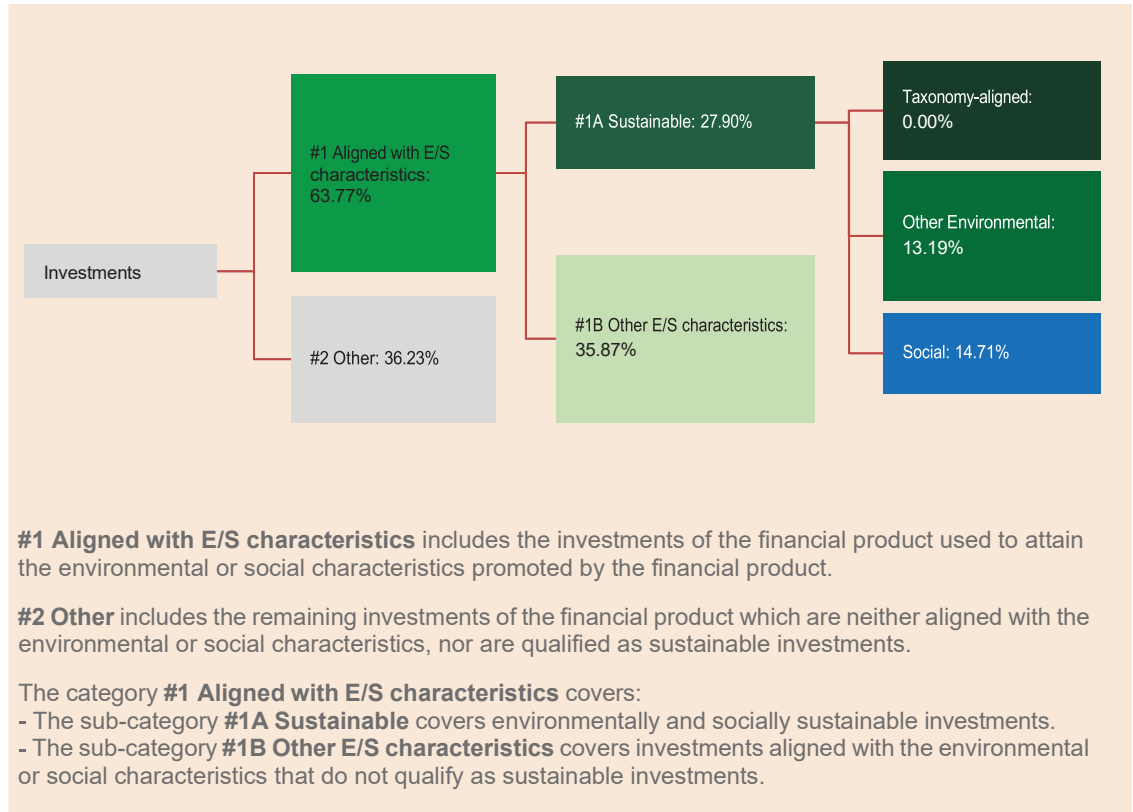 Investments
#1 Aligned with E/S
characteristics:
63.77%
#2 Other: 36.23%
#1A Sustainable: 27.90%
#1B Other E/S characteristics:
35.87%
Taxonomy-aligned:
0.00%
Other Environmental:
13.19%
Social: 14.71%
#1 Aligned with E/S characteristics includes the investments of the financial product used to attain
the environmental or social characteristics promoted by the financial product.
#2 Other includes the remaining investments of the financial product which are neither aligned with the
environmental or social characteristics, nor are qualified as sustainable investments.
The category #1 Aligned with E/S characteristics covers:
- The sub-category #1A Sustainable covers environmentally and socially sustainable investments.
- The sub-category #1B Other E/S characteristics covers investments aligned with the environmental
or social characteristics that do not qualify as sustainable investments.